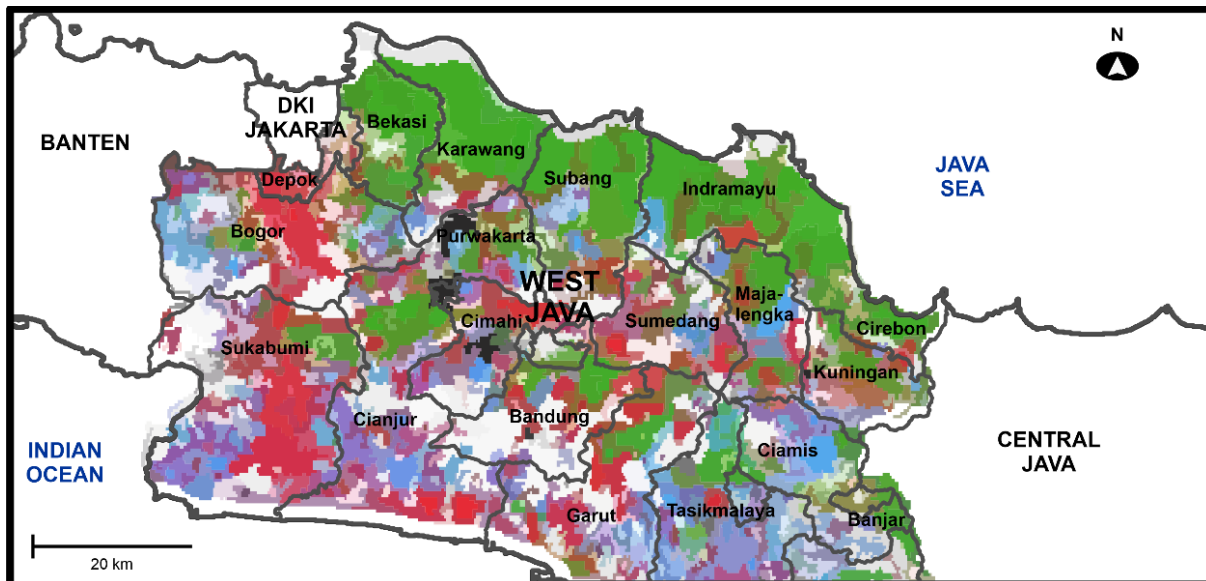 N
DKI
JAKARTA
BANTEN
Bekasi
Karawang
Subang
Indramayu
JAVA
SEA
Depok
Bogor
Purwakarta
WEST
JAVA
Maja-
lengka
Cimahi
Sumedang
Cirebon
Sukabumi
Kuningan
Cianjur
Bandung
INDIAN
OCEAN
Ciamis
CENTRAL
JAVA
Garut
Tasikmalaya
Banjar
20 km